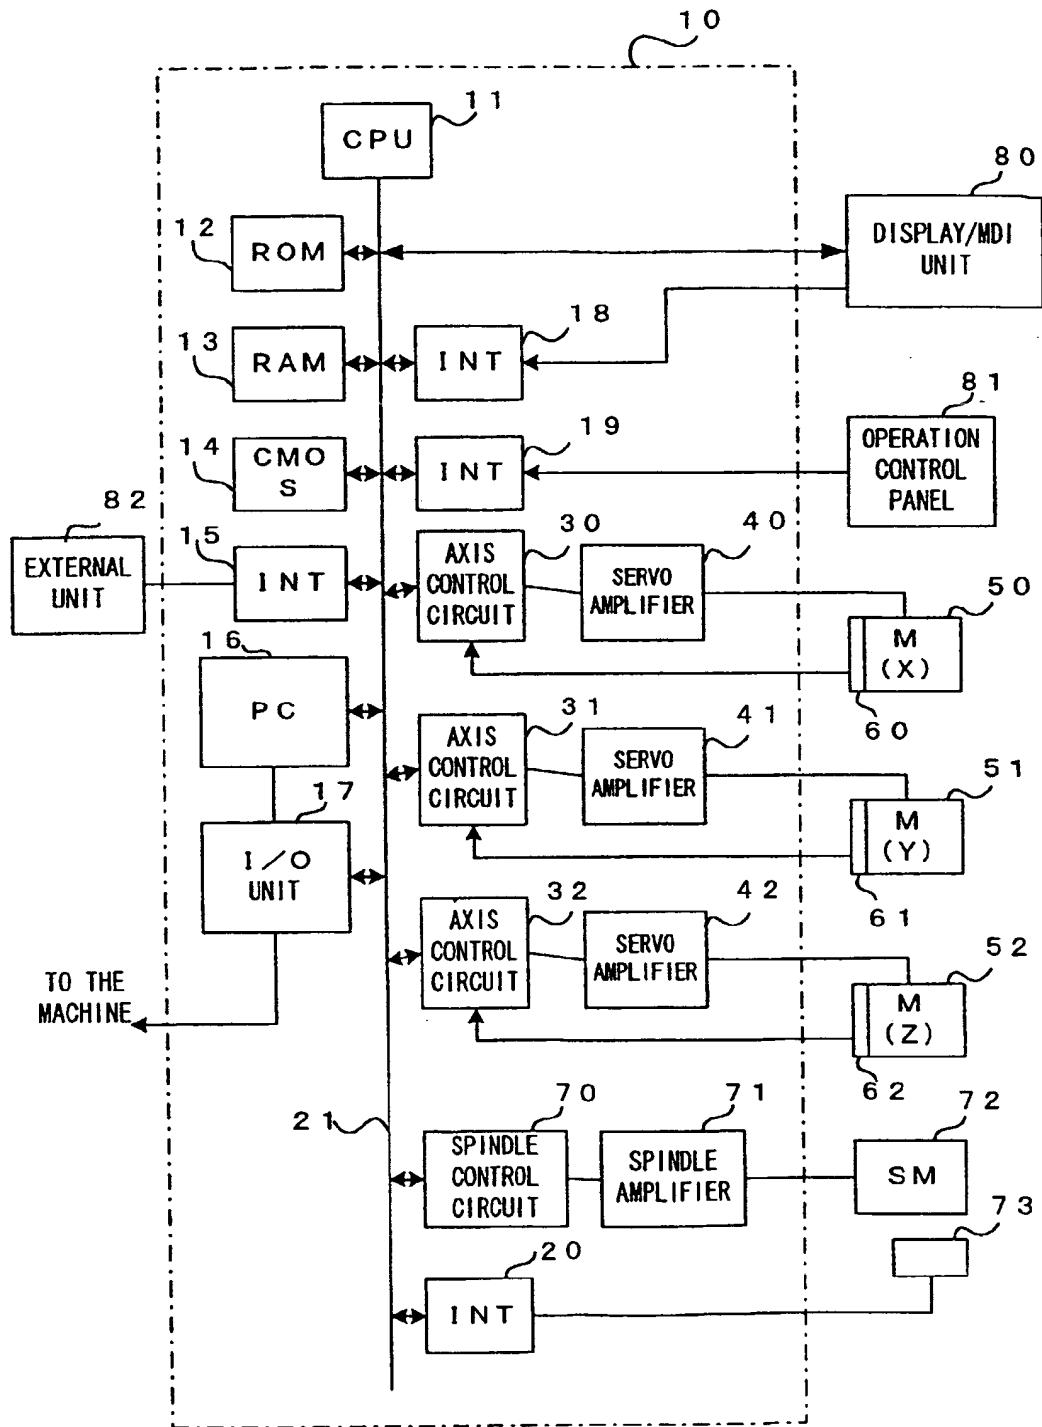 10
11
CPU
80
12
ROM
DISPLAY/MDI
UNIT
18
13
RAM
INT
81
19
14
CMO
S
INT
OPERATION
CONTROL
PANEL
82
15
30
40
EXTERNAL
UNIT
INT
AXIS
CONTROL
CIRCUIT
SERVO
AMPLIFIER
50
M
(X)
16
PC
60
31
41
AXIS
CONTROL
CIRCUIT
SERVO
AMPLIFIER
51
M
(Y)
17
I/O
UNIT
61
32
42
AXIS
CONTROL
CIRCUIT
SERVO
AMPLIFIER
52
M
(Z)
TO THE
MACHINE
62
21
70
71
72
SPINDLE
CONTROL
CIRCUIT
SPINDLE
AMPLIFIER
SM
73
20
INT